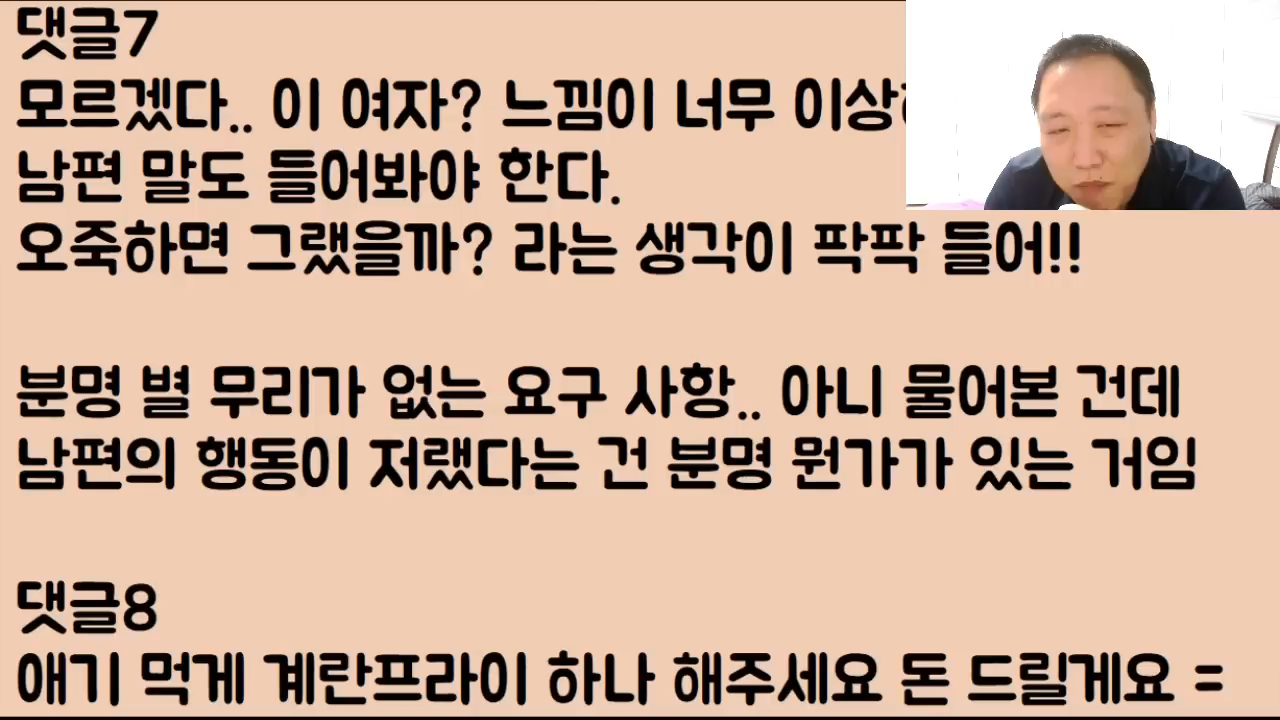 댓글7
모르겠다.. 이 여자? 느낌이 너무
남편 말도 들어봐야 한다.
오죽하면 그랬을까? 라는 생각이 팍팍 들어!!
분명 별 무리가 없는 요구 사항.. 아니 물어본 건데
남편의 행동이 저랬다는 건 분명 뭔가가 있는 거임
댓글8
애기 먹게 계란프라이 하나 해주세요 돈 드릴게요 =